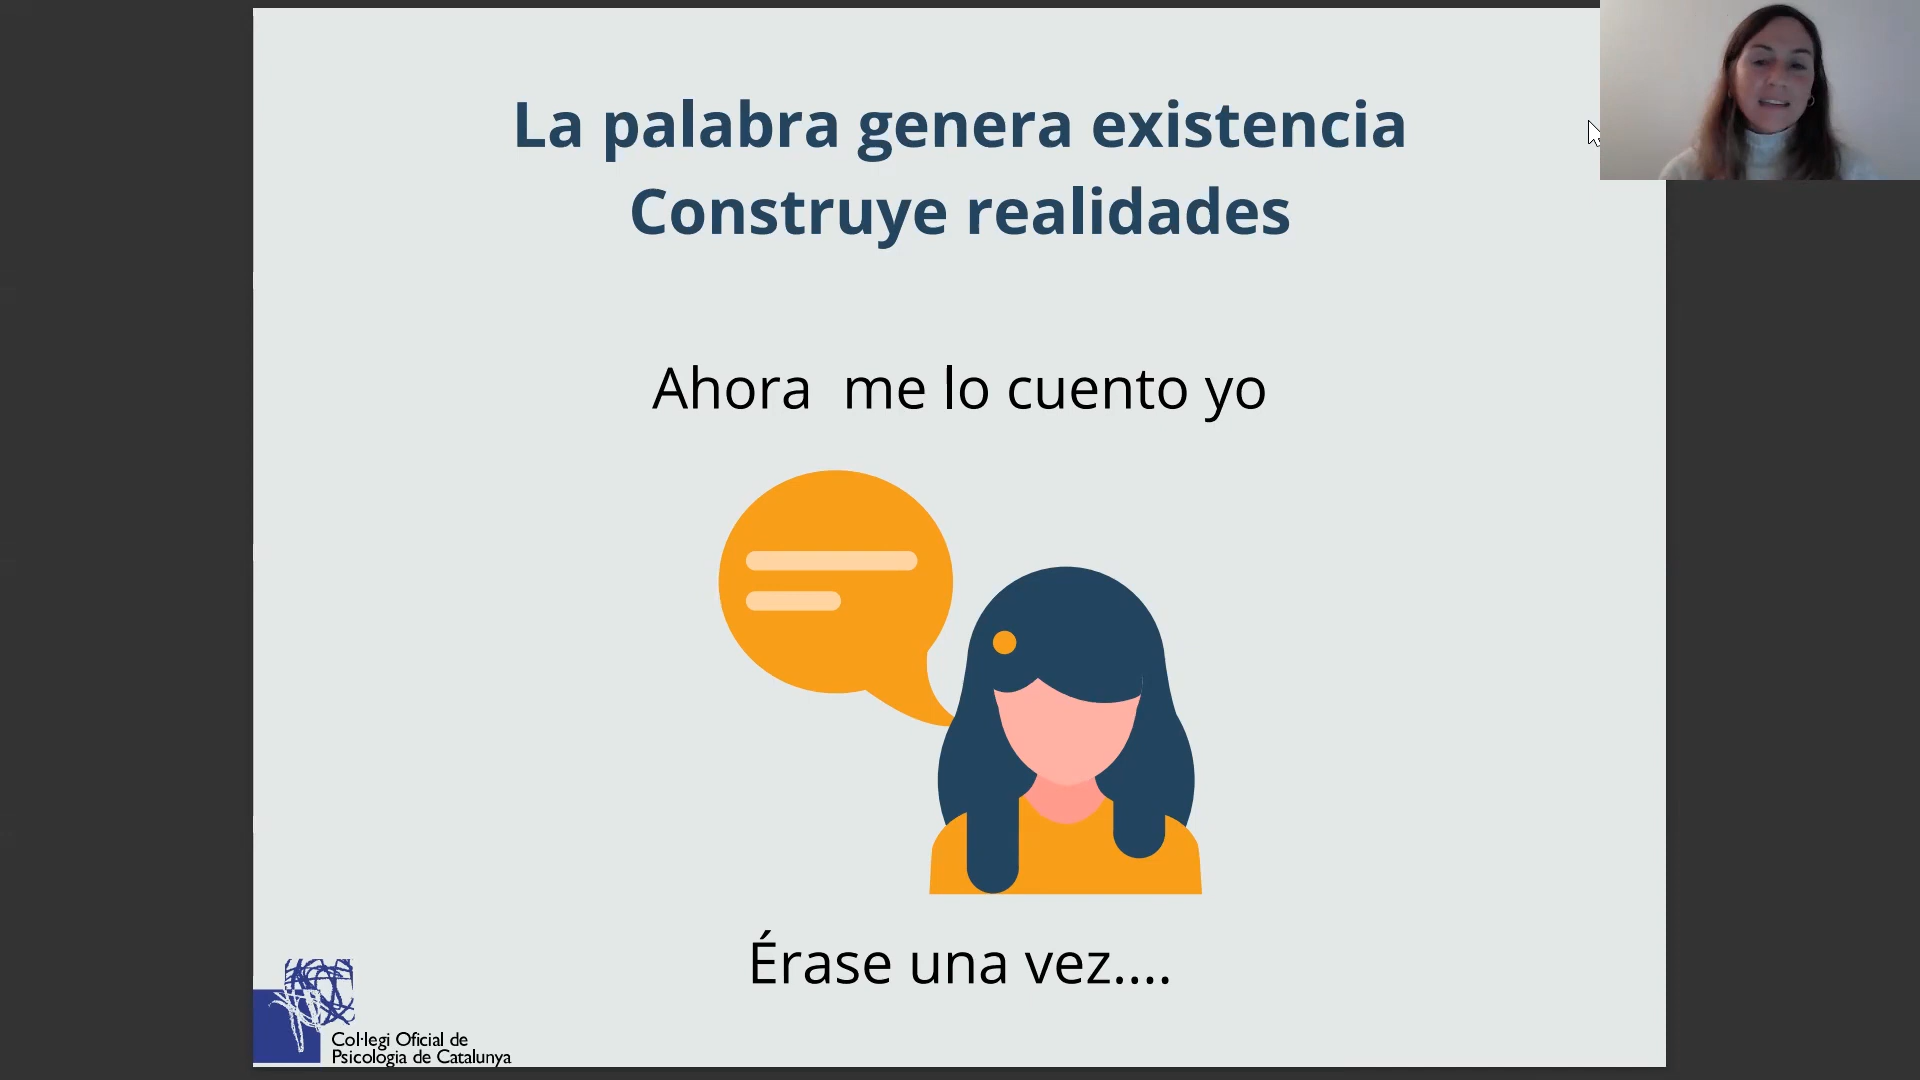 La palabra genera existencia
Construye realidades
Ahora  me lo cuento yo
Érase una vez....
Col·legi Oficial de
Psicologia de Catalunya